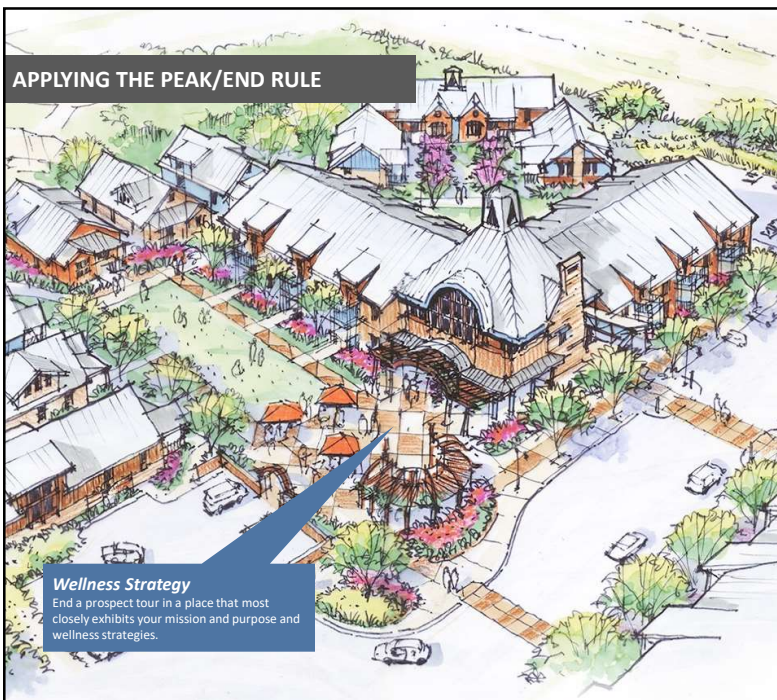 APPLYING THE PEAK/END RULE
Wellness Strategy
End a prospect tour in a place that most
closely exhibits your mission and purpose and
wellness strategies.